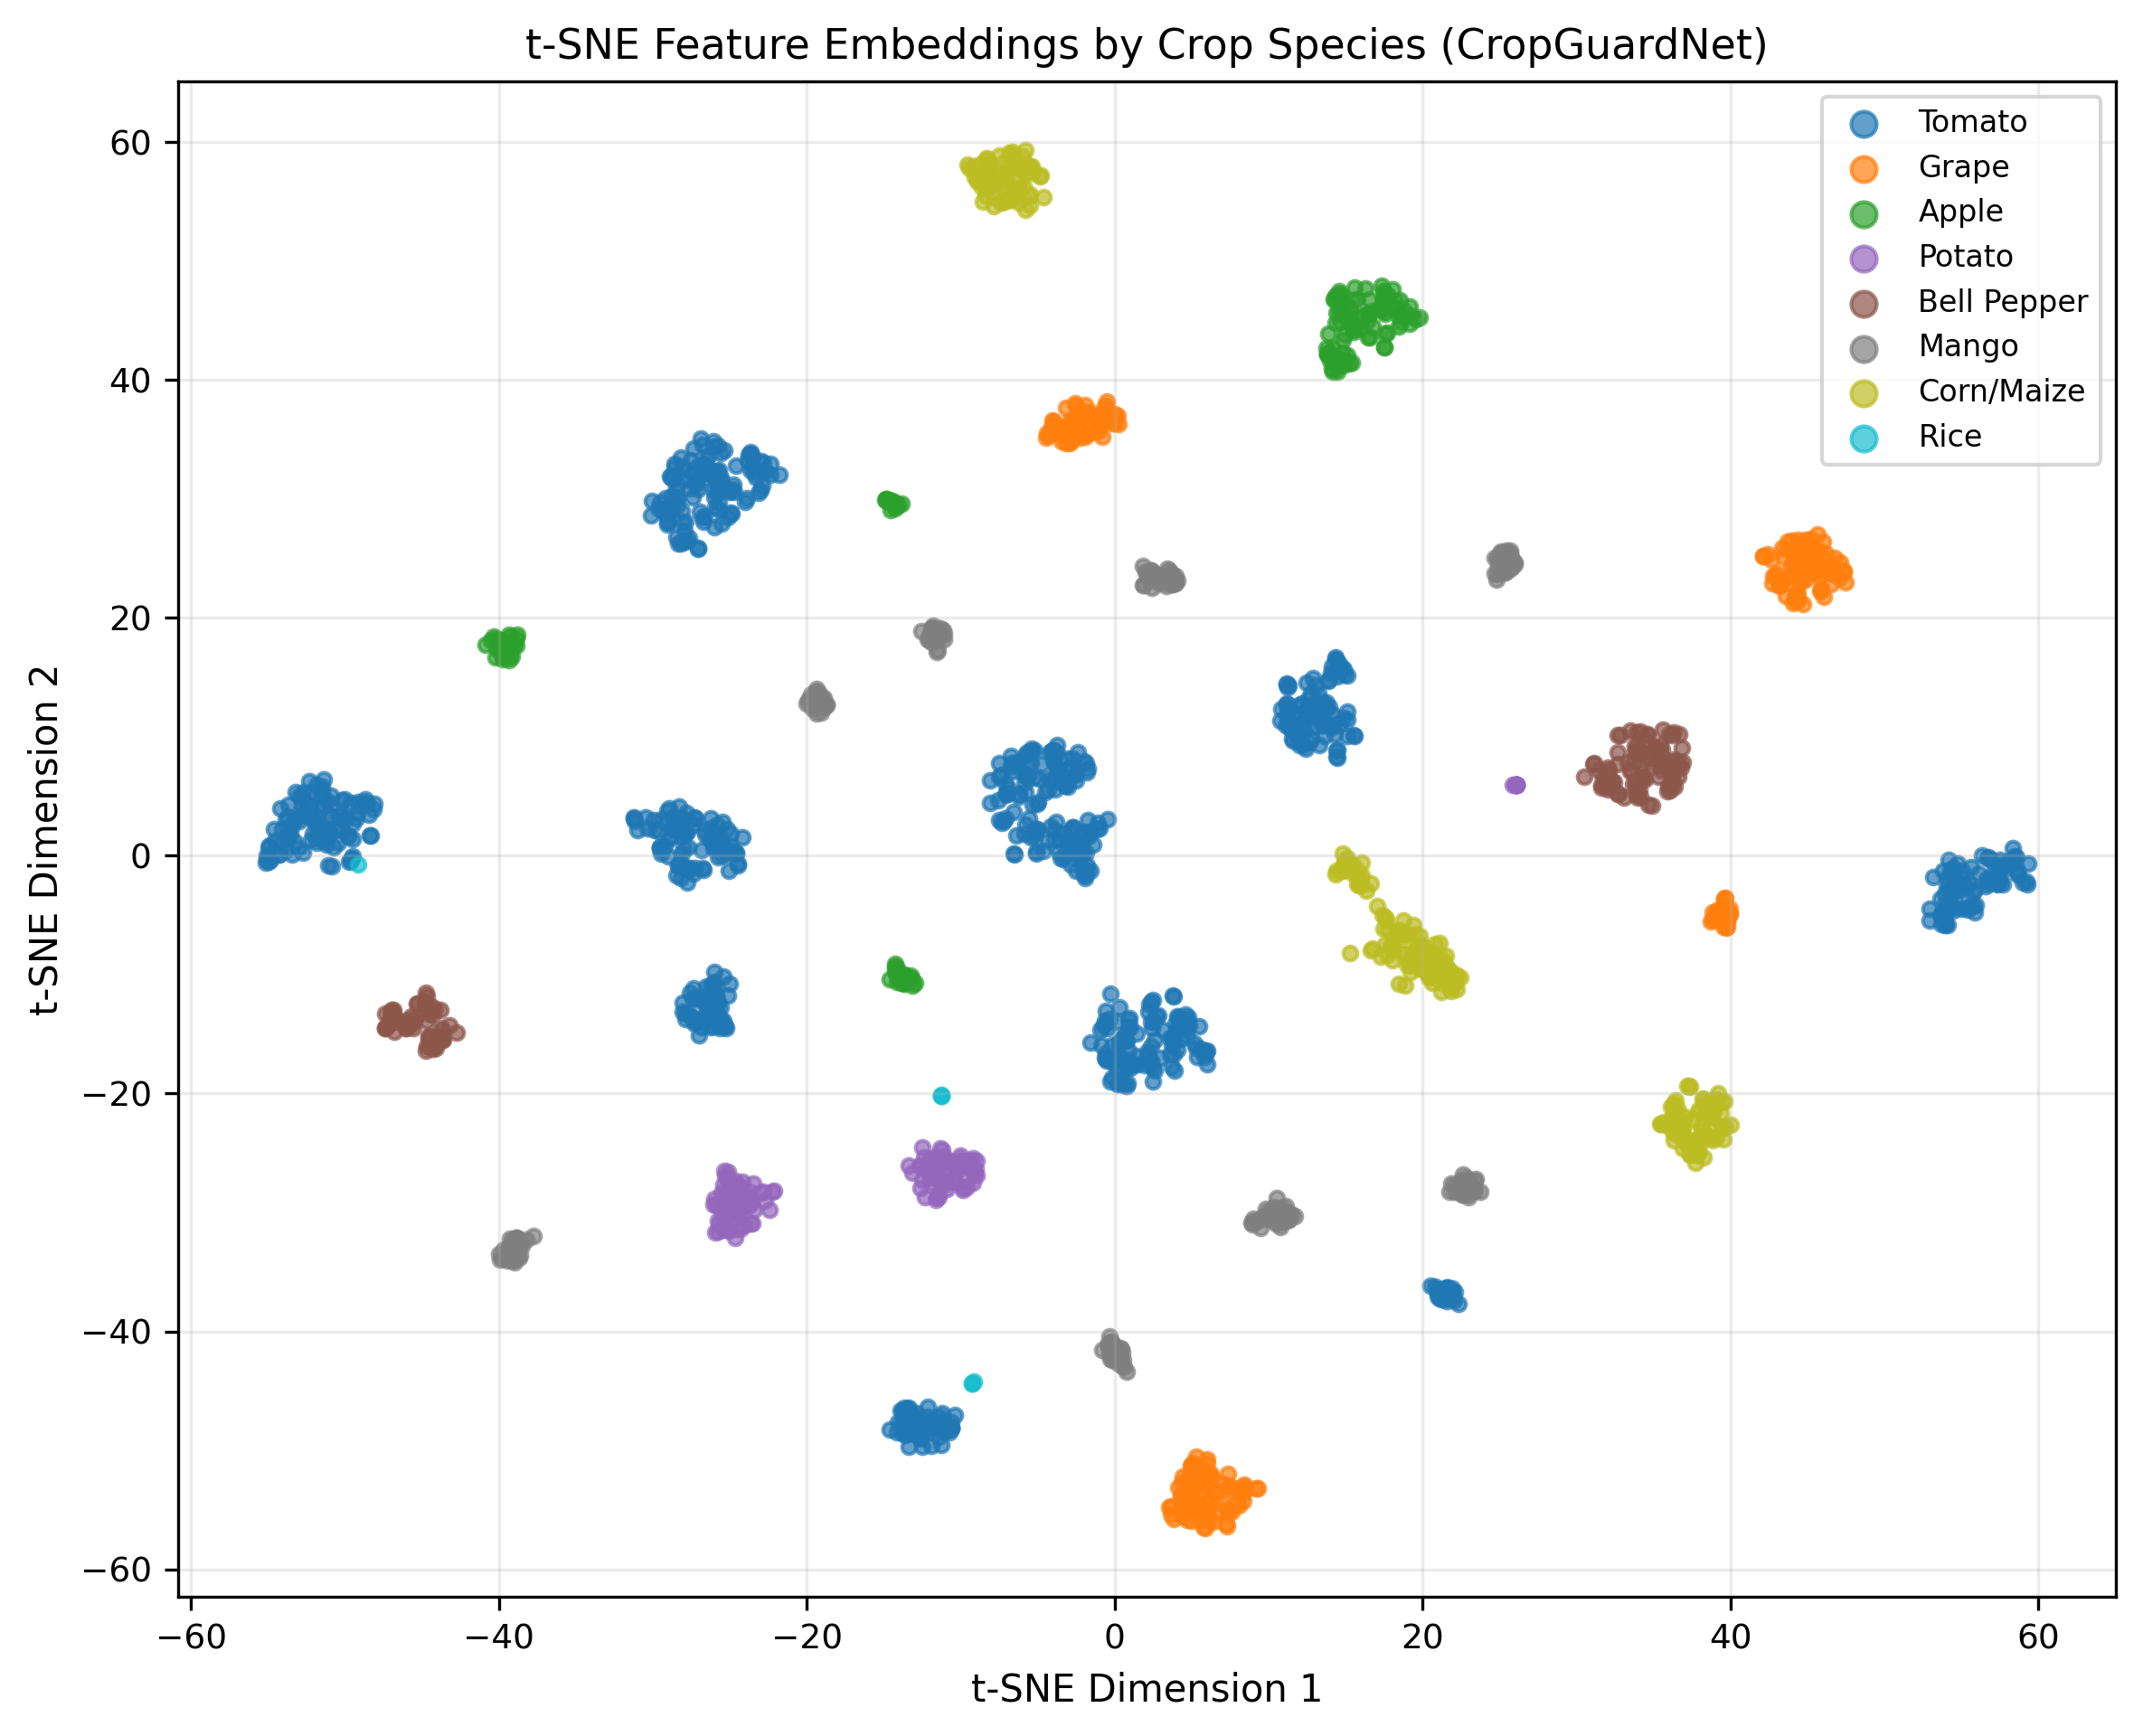 t-SNE Feature Embeddings by Crop Species (CropGuardNet)
Tomato
Grape
Apple
Potato
Bell Pepper
Mango
Corn/Maize
Rice
60
40
20
0
−20
−40
−60
t-SNE Dimension 2
−60
−40
−20
0
20
40
60
t-SNE Dimension 1